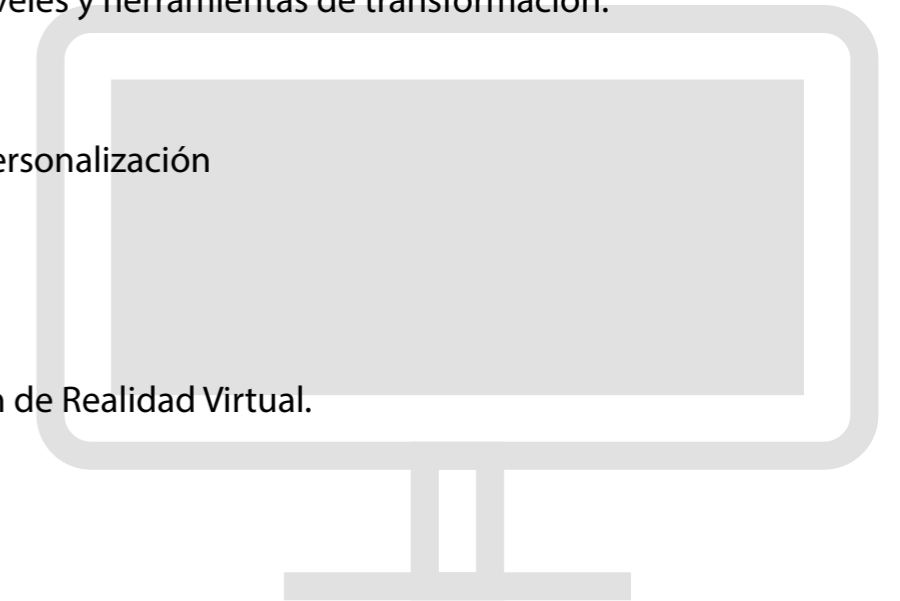 veles y herramientas de transformación.
ersonalización
n de Realidad Virtual.